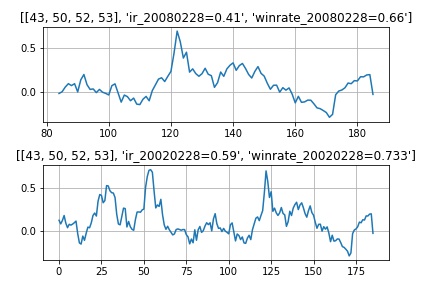 [[43, 50, 52, 53], 'ir_20080228=0.41', 'winrate_20080228=0.66']
0.5
0.0
80 100 120 140 160 180
[[43, 50, 52, 53], 'ir_20020228=0.59', 'winrate_20020228=0.733']
0.5
0.0
0 25 50 75 100 125 150 175